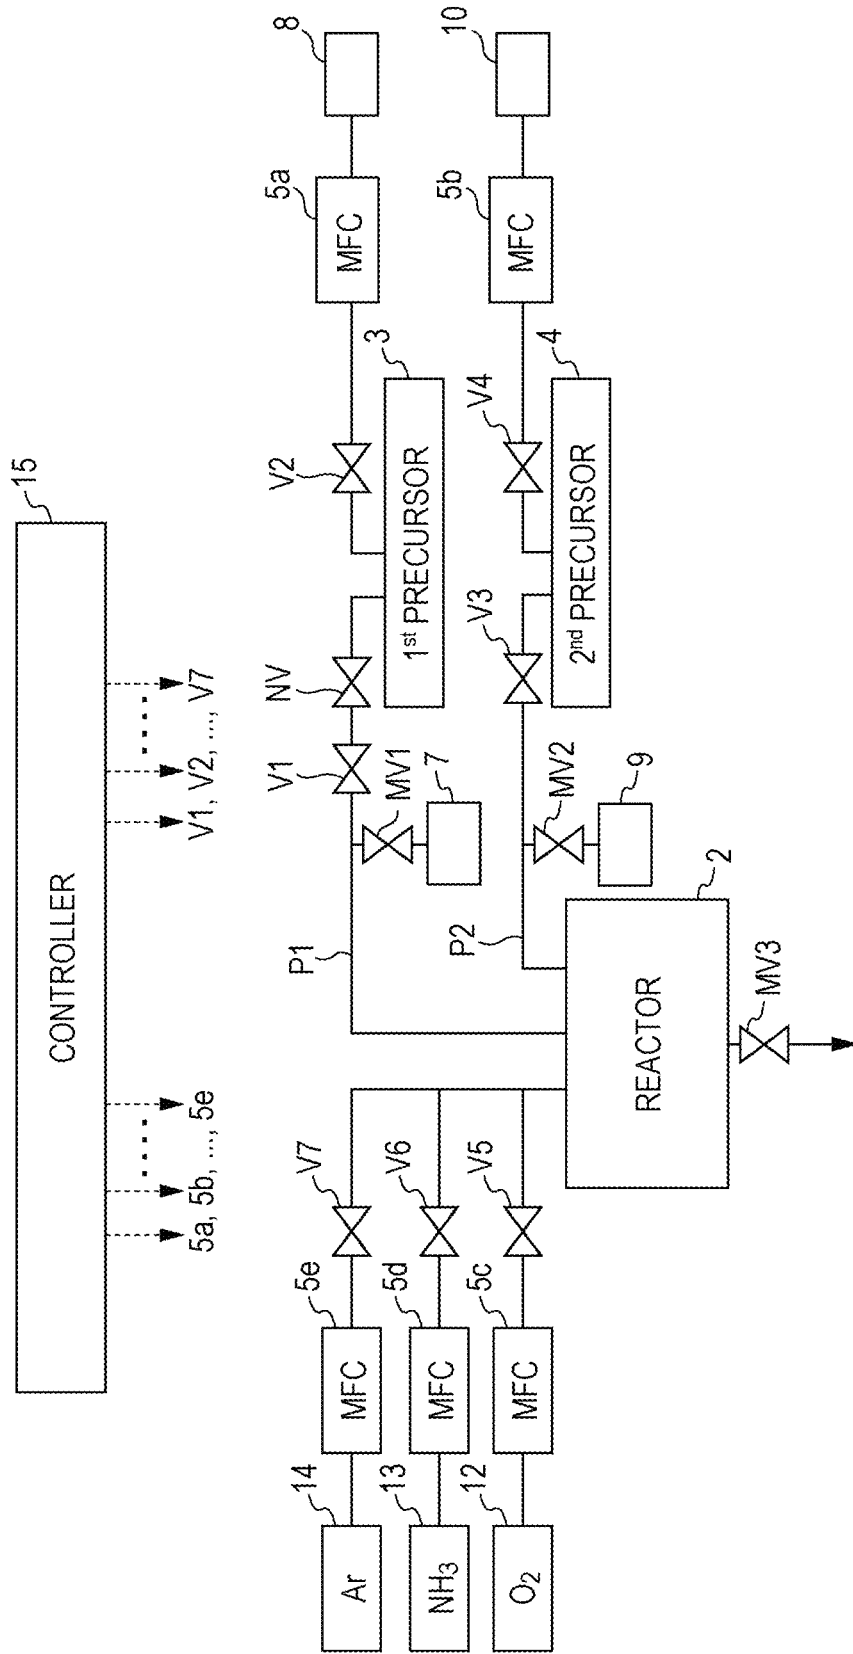 CONTROLLER
15
5a, 5b, ..., 5e
V1, V2, ..., V7
Ar
14
MFC
5e
V7
P1
V1
NV
V2
MFC
5a
8
MV1
7
1st PRECURSOR
3
NH3
13
MFC
5d
V6
O2
12
MFC
5c
V5
P2
V3
V4
MFC
5b
10
MV2
9
2nd PRECURSOR
4
REACTOR
2
MV3